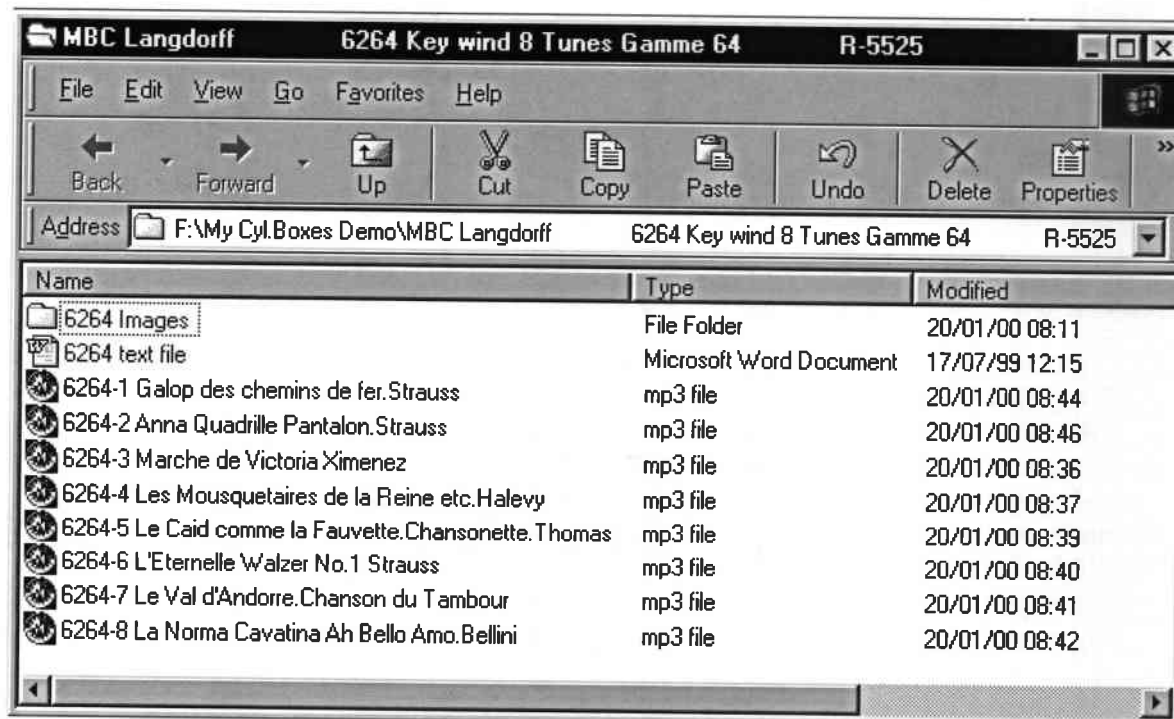 MBC Langdorff 6264 Key wind 8 Tunes Gamme 64 R-5525
File Edit View Go Favorites Help
Back Forward Up Cut Copy Paste Undo Delete Properties »
Address F:\My Cyl.Boxes Demo\MBC Langdorff 6264 Key wind 8 Tunes Gamme 64 R-5525
Name Type Modified
6264 Images File Folder 20/01/00 08:11
6264 text file Microsoft Word Document 17/07/99 12:15
6264-1 Galop des chemins de fer.Strauss mp3 file 20/01/00 08:44
6264-2 Anna Quadrille Pantalon.Strauss mp3 file 20/01/00 08:46
6264-3 Marche de Victoria Ximenez mp3 file 20/01/00 08:36
6264-4 Les Mousquetaires de la Reine etc.Halevy mp3 file 20/01/00 08:37
6264-5 Le Caid comme la Fauvette.Chansonette.Thomas mp3 file 20/01/00 08:39
6264-6 L'Eternelle Walzer No.1 Strauss mp3 file 20/01/00 08:40
6264-7 Le Val d'Andorre.Chanson du Tambour mp3 file 20/01/00 08:41
6264-8 La Norma Cavatina Ah Bello Amo.Bellini mp3 file 20/01/00 08:42